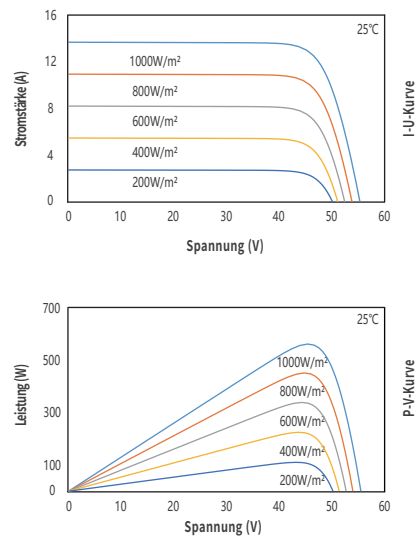 16
25℃
12
1000W/m²
800W/m²
8
600W/m²
400W/m²
4
200W/m²
0
0 10 20 30 40 50 60
Stromstärke (A)
Spannung (V)
I-U-Kurve
700
25℃
500
1000W/m²
800W/m²
300
600W/m²
400W/m²
100
200W/m²
0
0 10 20 30 40 50 60
Leistung (W)
Spannung (V)
P-V-Kurve